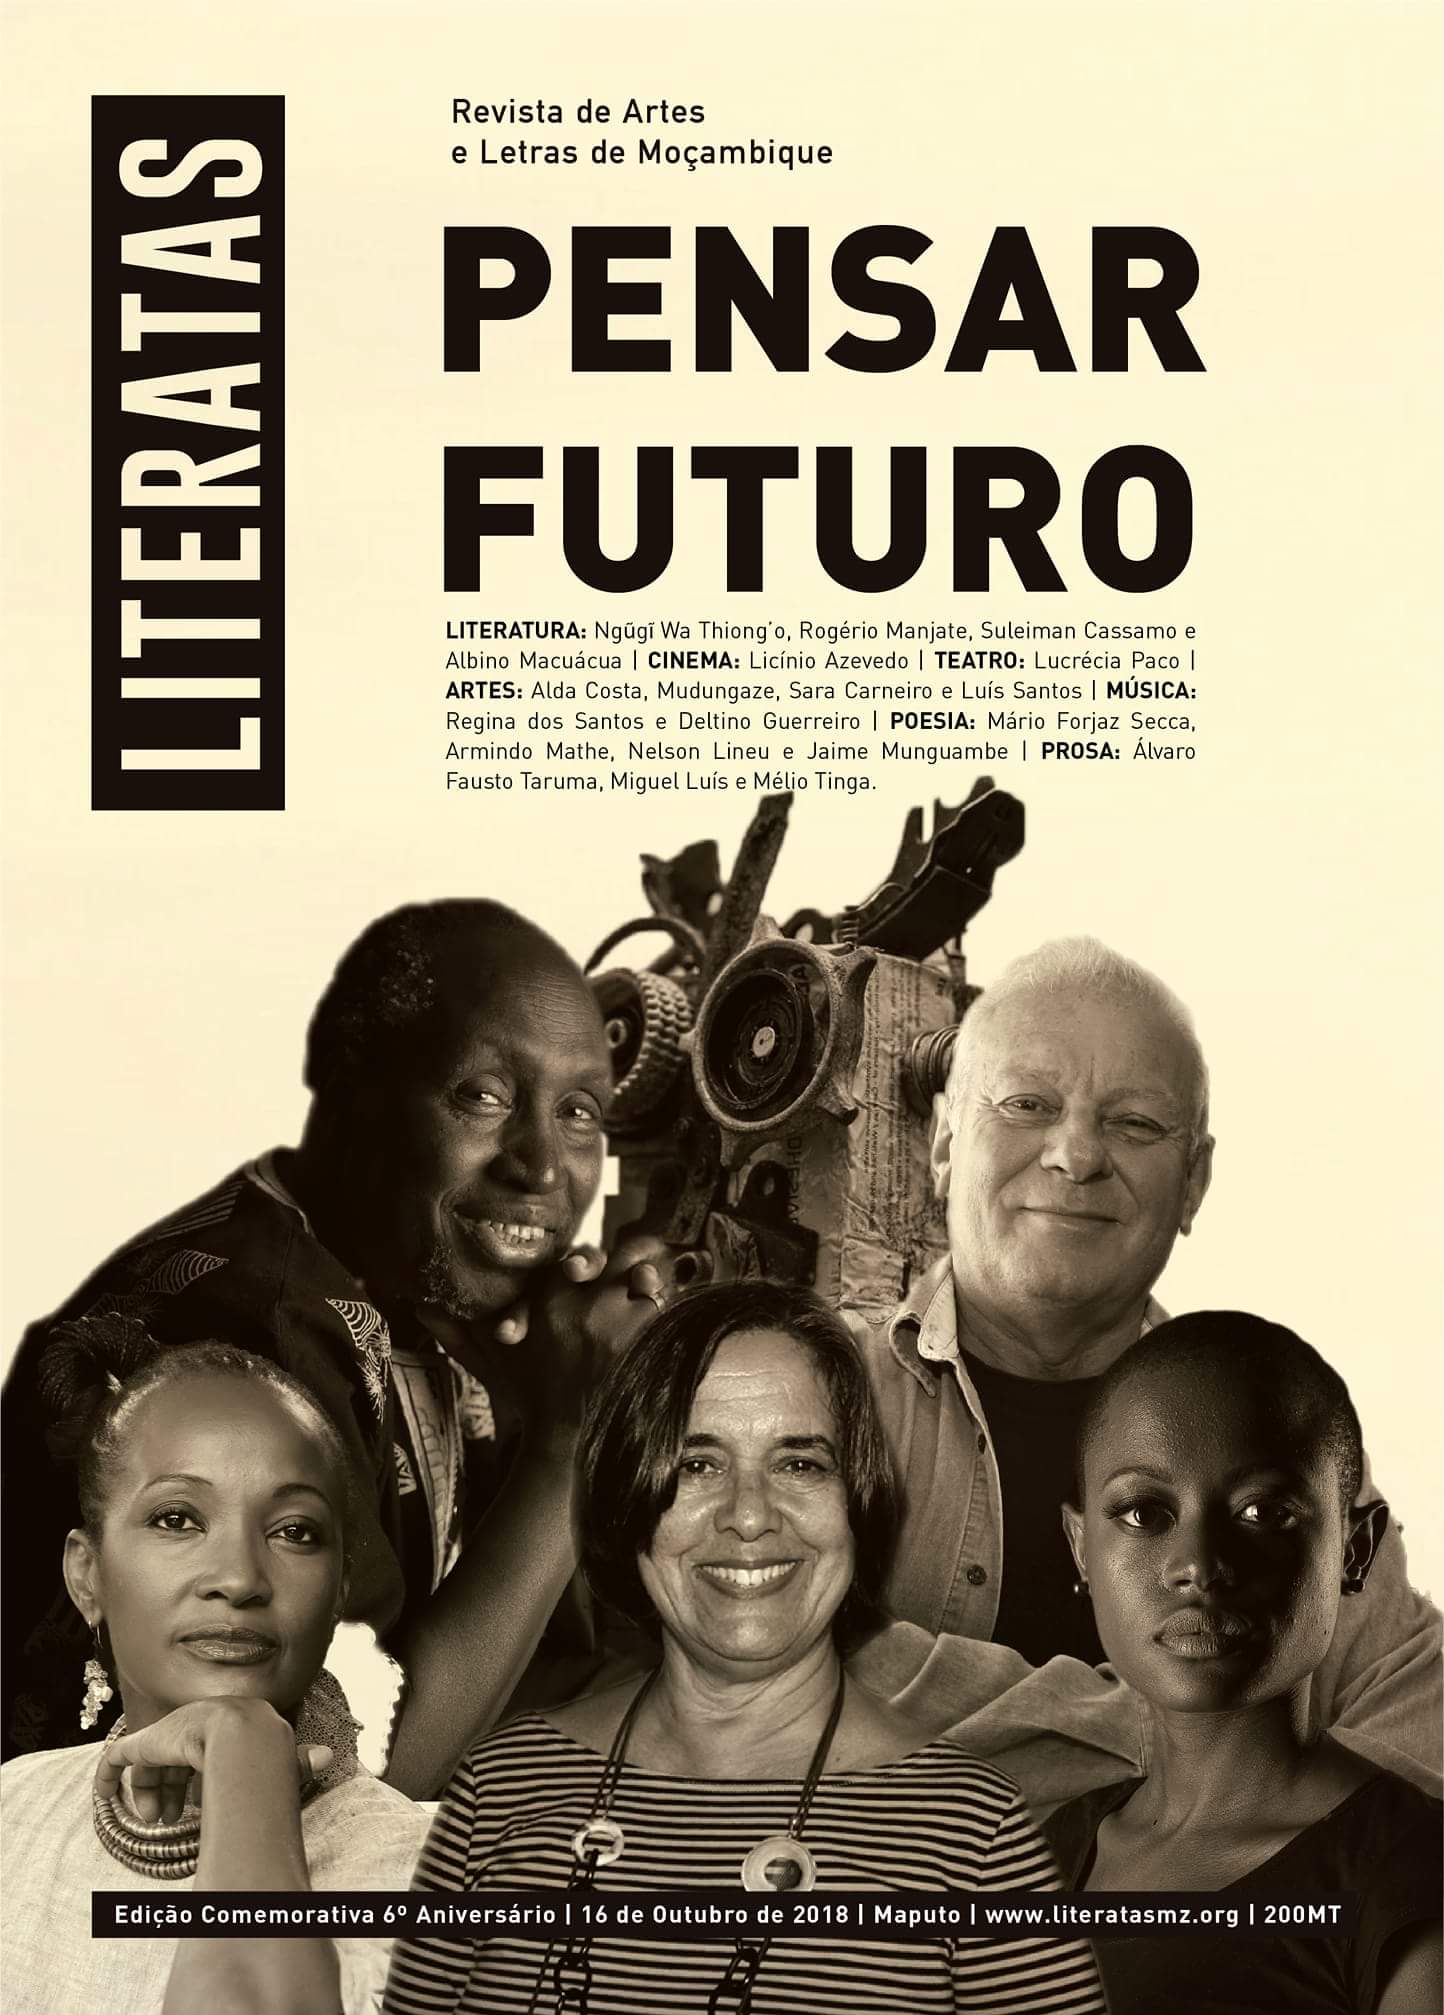 LITERATAS
Revista de Artes
e Letras de Moçambique
PENSAR
FUTURO
LITERATURA: Ngũgĩ Wa Thiong’o, Rogério Manjate, Suleiman Cassamo e
Albino Macuácua | CINEMA: Licínio Azevedo | TEATRO: Lucrécia Paco |
ARTES: Alda Costa, Mudungaze, Sara Carneiro e Luís Santos | MÚSICA:
Regina dos Santos e Deltino Guerreiro | POESIA: Mário Forjaz Secca,
Armindo Mathe, Nelson Lineu e Jaime Munguambe | PROSA: Álvaro
Fausto Taruma, Miguel Luís e Mélio Tinga.
Edição Comemorativa 6º Aniversário | 16 de Outubro de 2018 | Maputo | www.literatasmz.org | 200MT